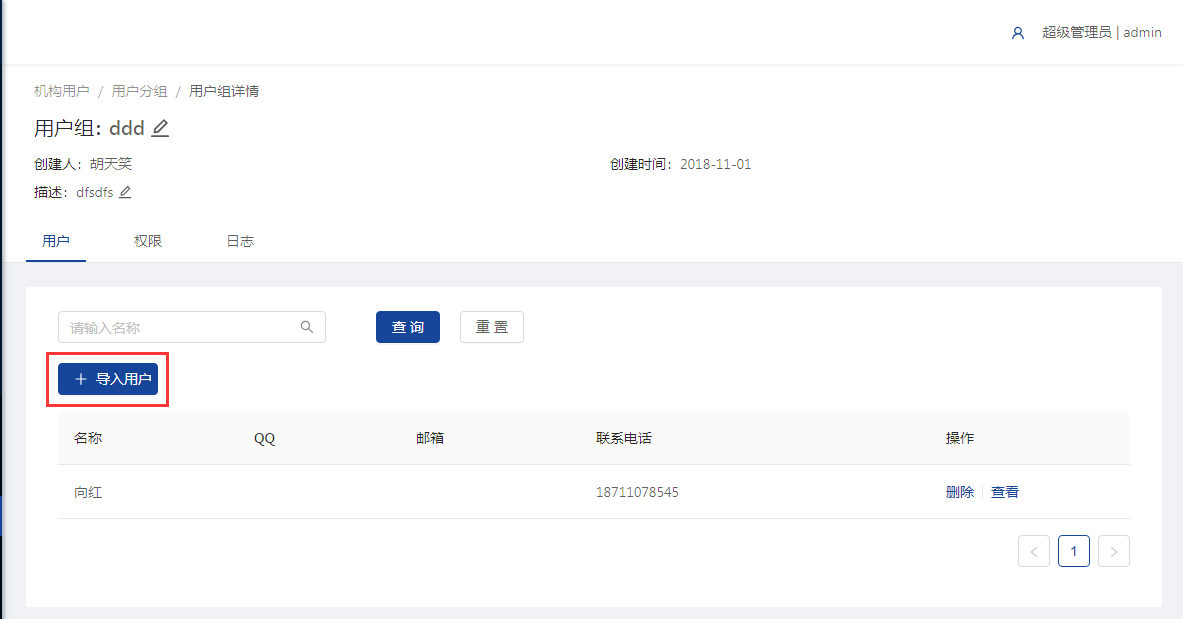 超级管理员 | admin
机构用户 / 用户分组 / 用户组详情
用户组：ddd
创建人：胡天笑 创建时间：2018-11-01
描述：dfsdfs
用户 权限 日志
请输入名称 查 询 重 置
+ 导入用户
名称 QQ 邮箱 联系电话 操作
向红 18711078545 删除 | 查看
< 1 >